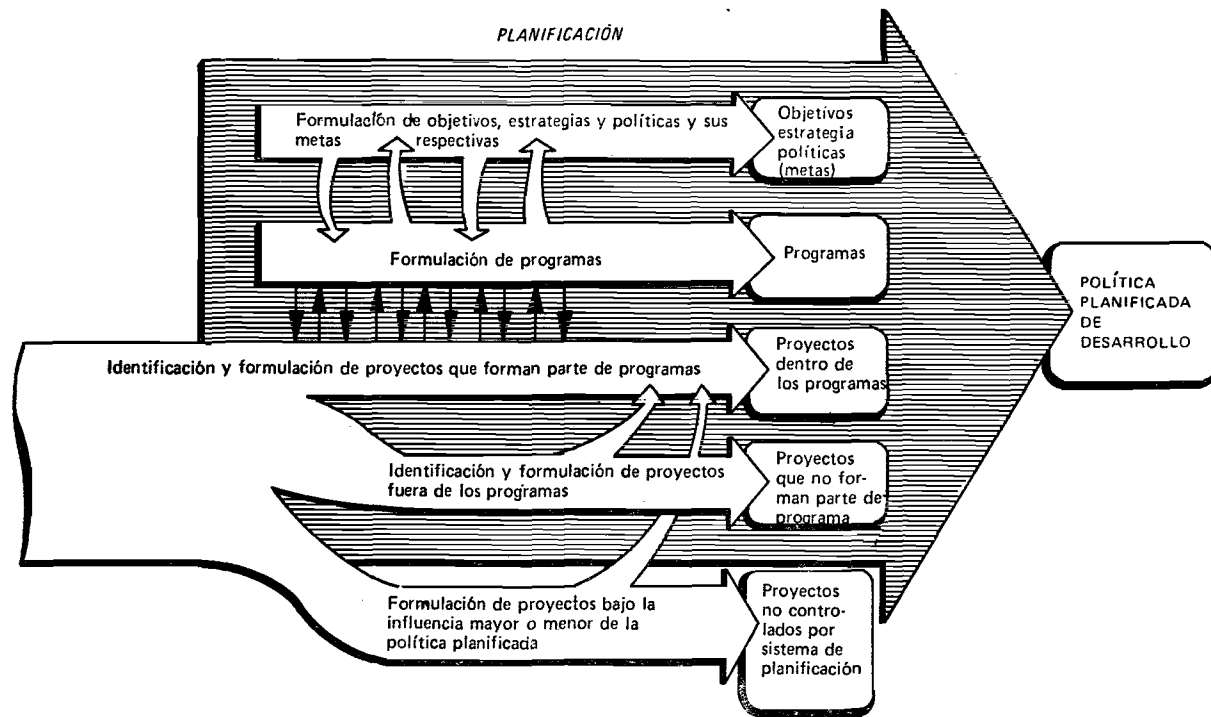 PLANIFICACIÓN
Formulación de objetivos, estrategias y políticas y sus
metas respectivas
Objetivos
estrategia
políticas
(metas)
Formulación de programas
Programas
POLÍTICA
PLANIFICADA
DE
DESARROLLO
Identificación y formulación de proyectos que forman parte de programas
Proyectos
dentro de
los programas
Identificación y formulación de proyectos
fuera de los programas
Proyectos
que no for-
man parte de
programa
Formulación de proyectos bajo la
influencia mayor o menor de la
política planificada
Proyectos
no contro-
lados por
sistema de
planificación